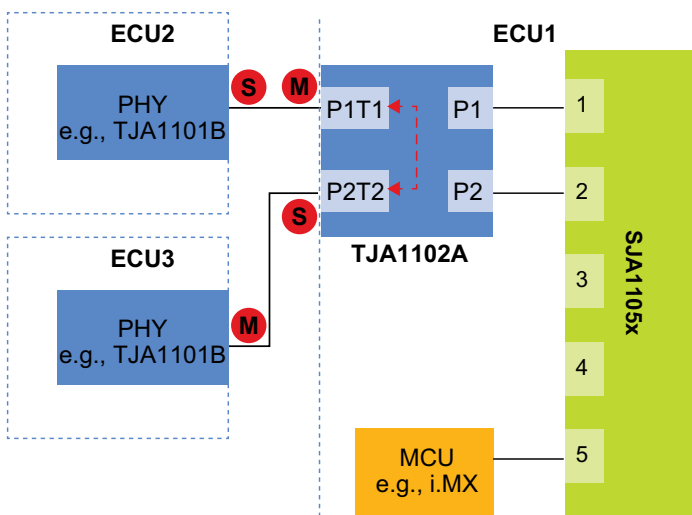 ECU2
ECU1
PHY
e.g., TJA1101B
S
M
P1T1
P1
1
P2T2
P2
2
S
TJA1102A
SJA1105x
ECU3
3
PHY
e.g., TJA1101B
M
4
MCU
e.g., i.MX
5